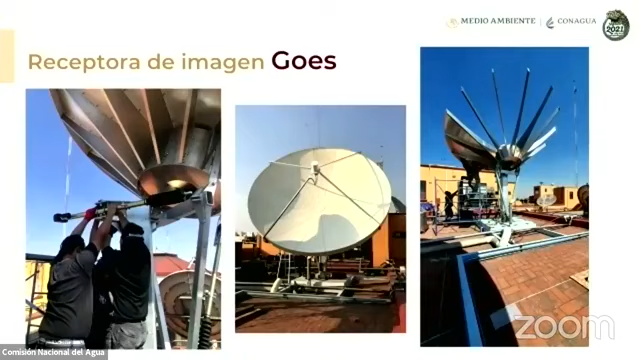 MEDIO AMBIENTE
CONAGUA
2021
Receptora de imagen Goes
Comisión Nacional del Agua
zoom